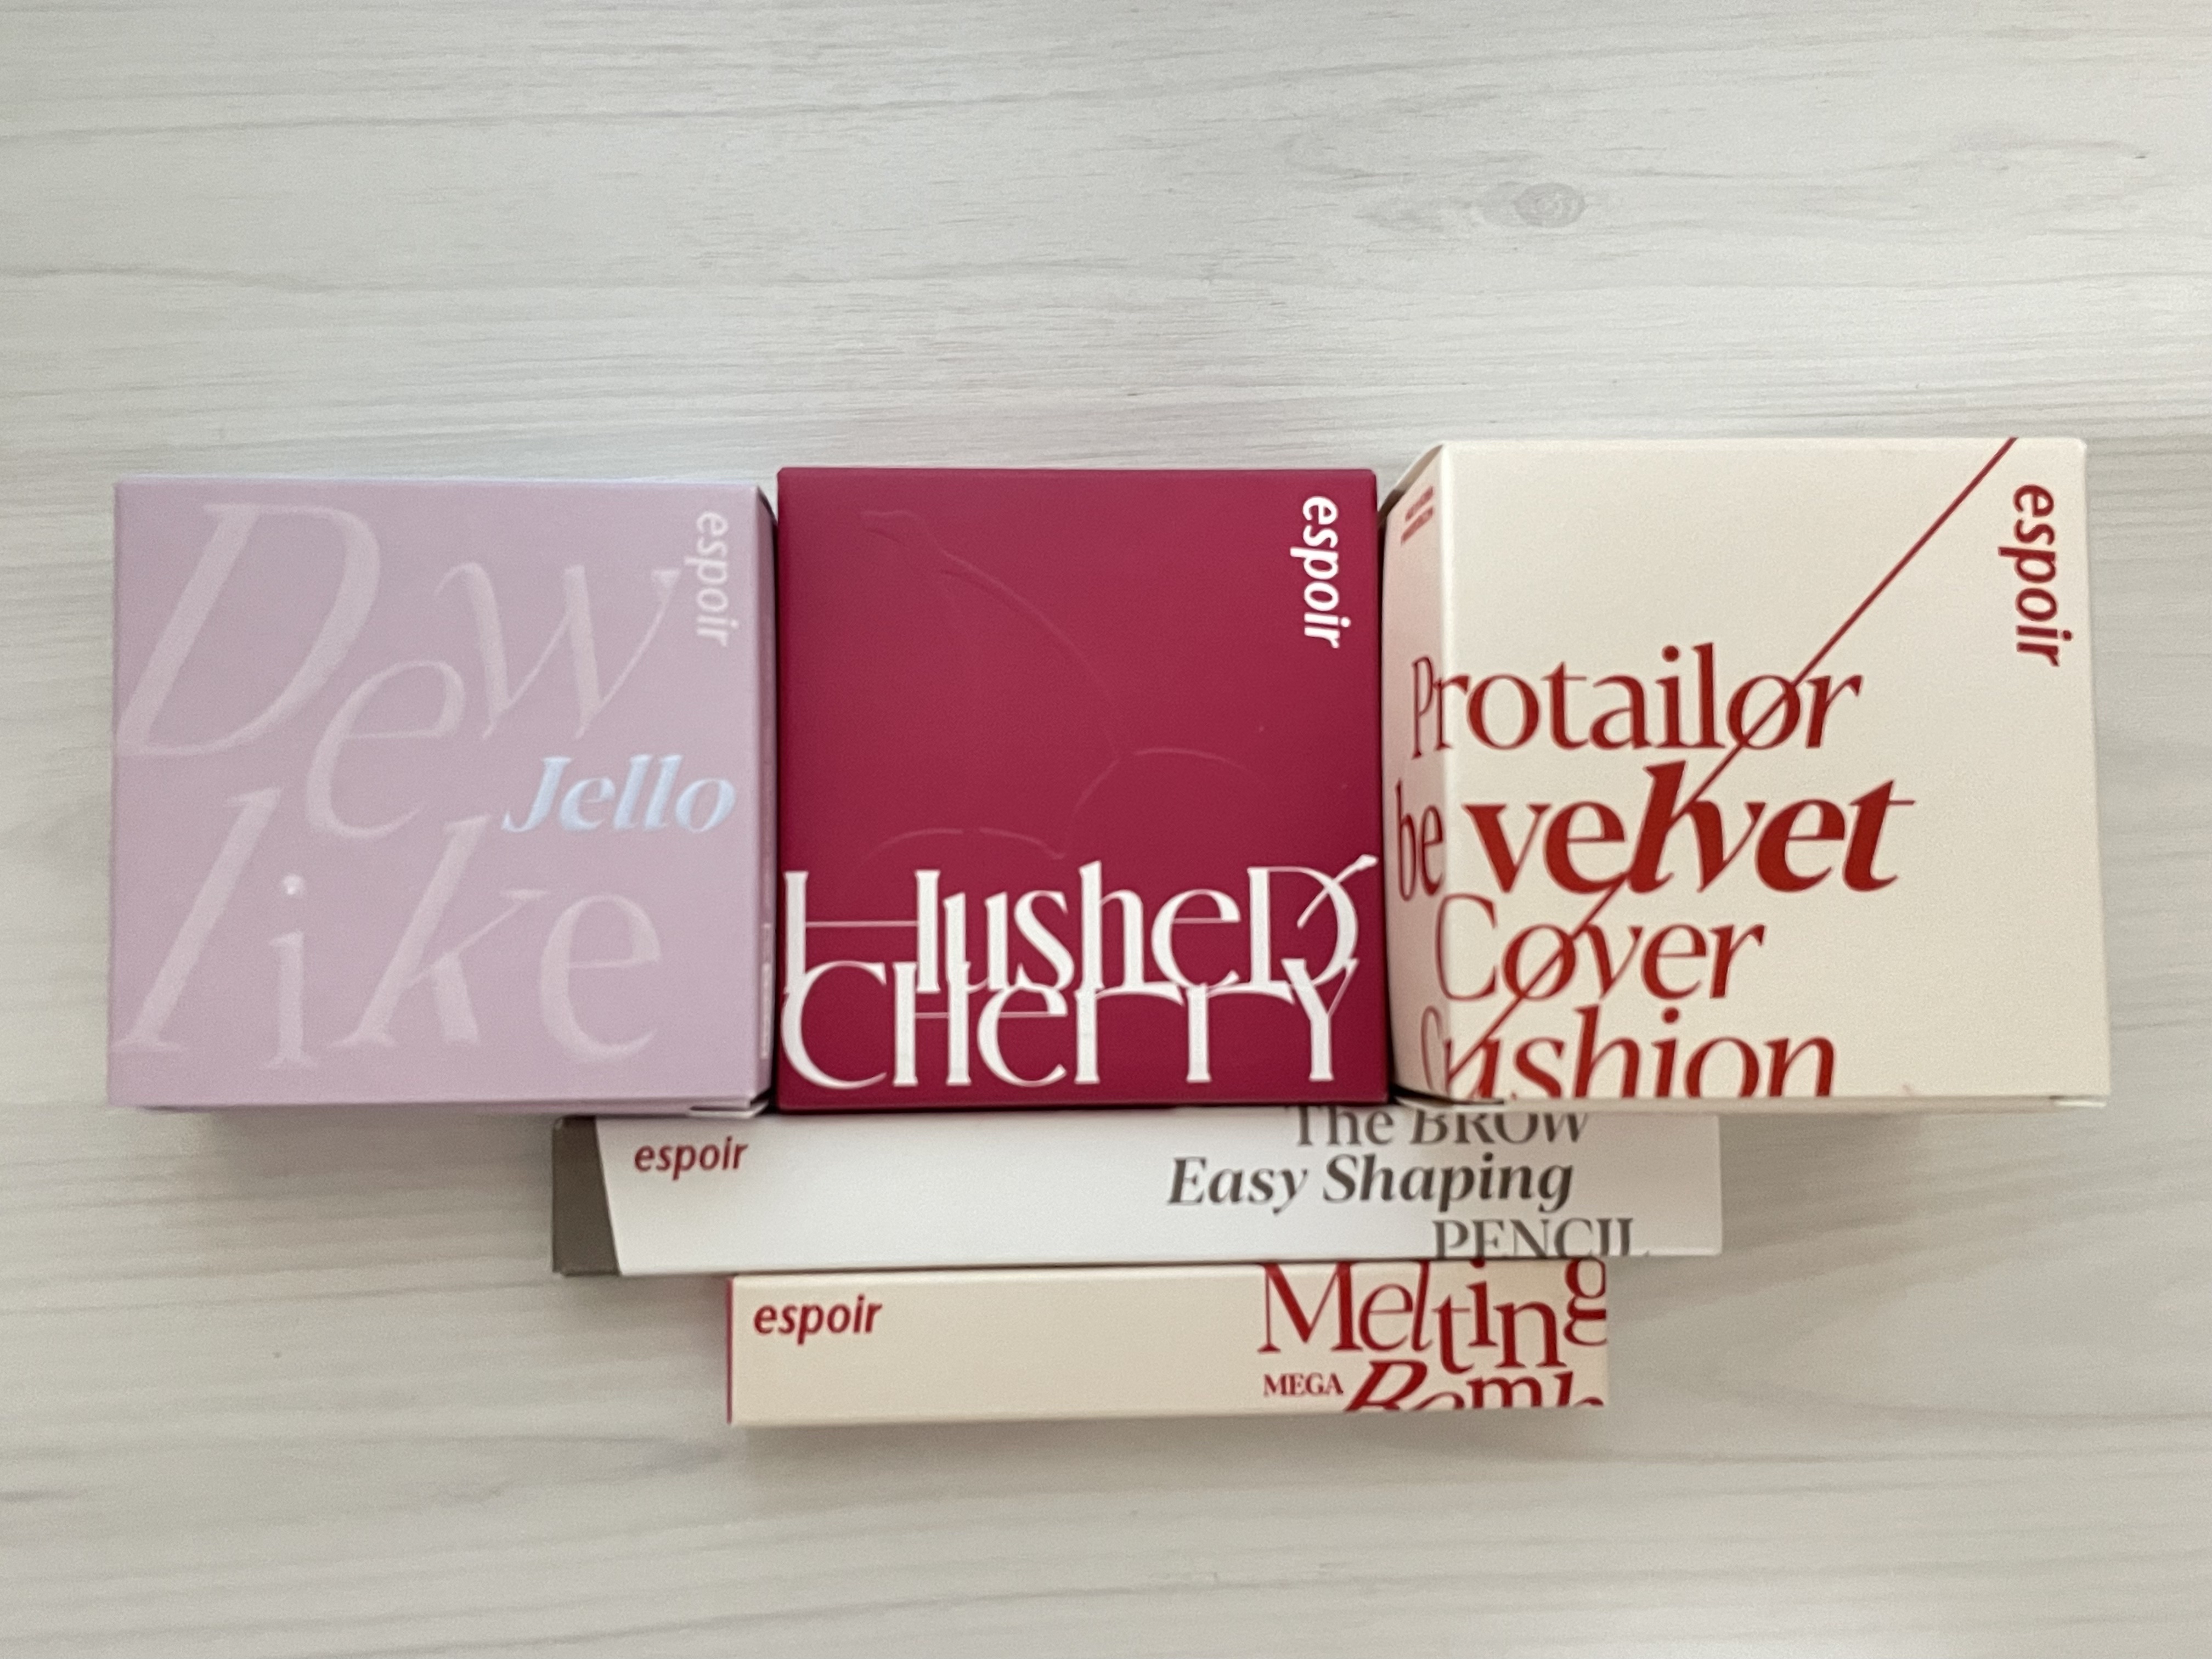 espoir
Dew
Jello
like
espoir
HusheD
CHerrY
espoir
Protailor
be velvet
Cover
Cushion
espoir
The BROW
Easy Shaping
PENCIL
espoir
Melting
MEGA